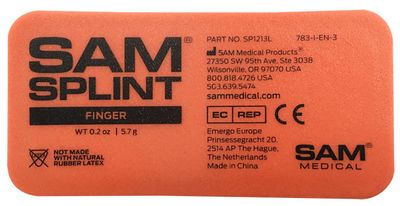 SAM®
SPLINT
FINGER
WT 0.2 oz | 5.7 g
NOT MADE
WITH NATURAL
RUBBER LATEX
PART NO. SP1213L
783-I-EN-3
SAM Medical Products®
27350 SW 95th Ave. Ste 3038
Wilsonville, OR 97070 USA
800.818.4726 USA
503.639.5474
sammedical.com
EC REP CE
Emergo Europe
Prinsessegracht 20,
2514 AP The Hague,
The Netherlands
Made in China
SAM®
MEDICAL